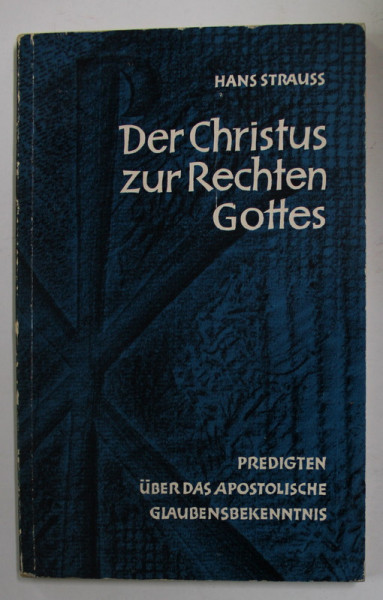 HANS STRAUSS
Der Christus
zur Rechten
Gottes
PREDIGTEN
ÜBER DAS APOSTOLISCHE
GLAUBENSBEKENNTNIS